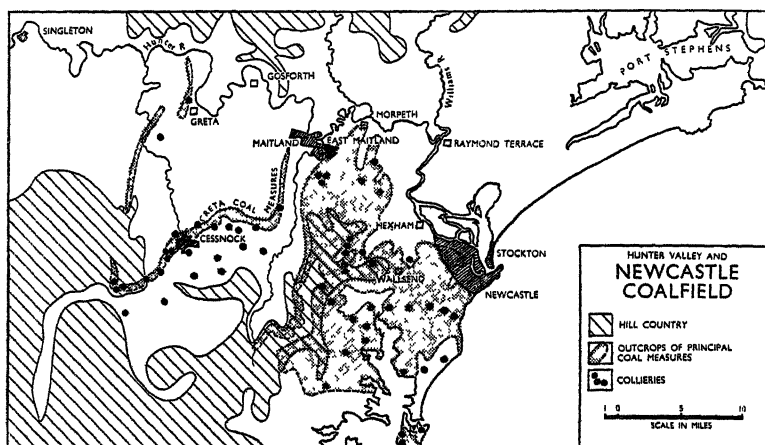 SINGLETON
Hunter R.
GOSFORTH
GRETA
MORPETH
Williams R.
PORT STEPHENS
MAITLAND
EAST MAITLAND
RAYMOND TERRACE
GRETA COAL MEASURES
CESSNOCK
HEXHAM
STOCKTON
WALLSEND
NEWCASTLE
HUNTER VALLEY AND
NEWCASTLE
COALFIELD
HILL COUNTRY
OUTCROPS OF PRINCIPAL
COAL MEASURES
COLLIERIES
1 0 5 10
SCALE IN MILES